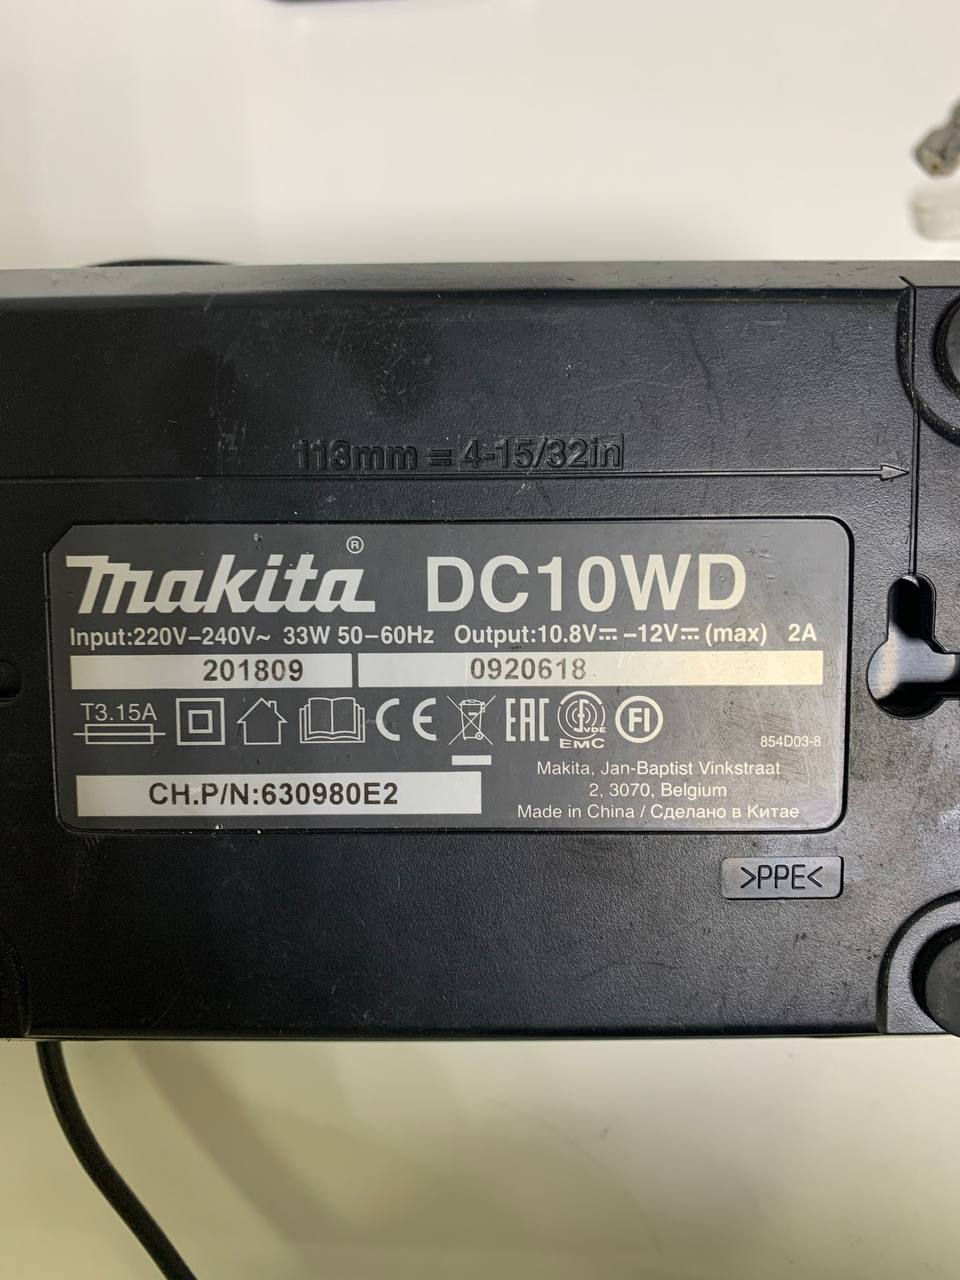 113mm = 4-15/32in
makita® DC10WD
Input:220V–240V~ 33W 50–60Hz Output:10.8V⎓ –12V⎓ (max) 2A
201809 0920618
T3.15A CE EAC VDE EMC FI
854D03-8
CH.P/N:630980E2
Makita, Jan-Baptist Vinkstraat
2, 3070, Belgium
Made in China / Сделано в Китае
>PPE<